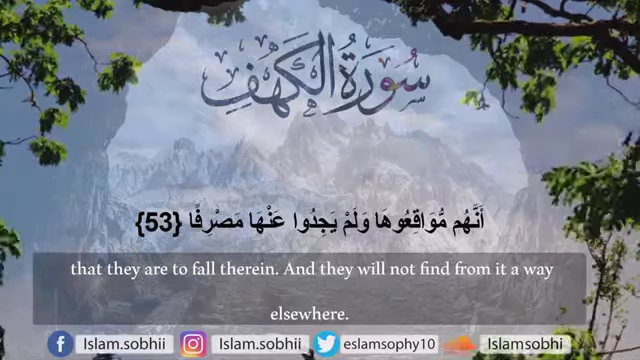 سُورَةُ الكَهْفِ
أَنَّهُم مُّوَاقِعُوهَا وَلَمْ يَجِدُوا عَنْهَا مَصْرِفًا {53}
that they are to fall therein. And they will not find from it a way
elsewhere.
Islam.sobhii Islam.sobhii eslamsophy10 Islamsobhi